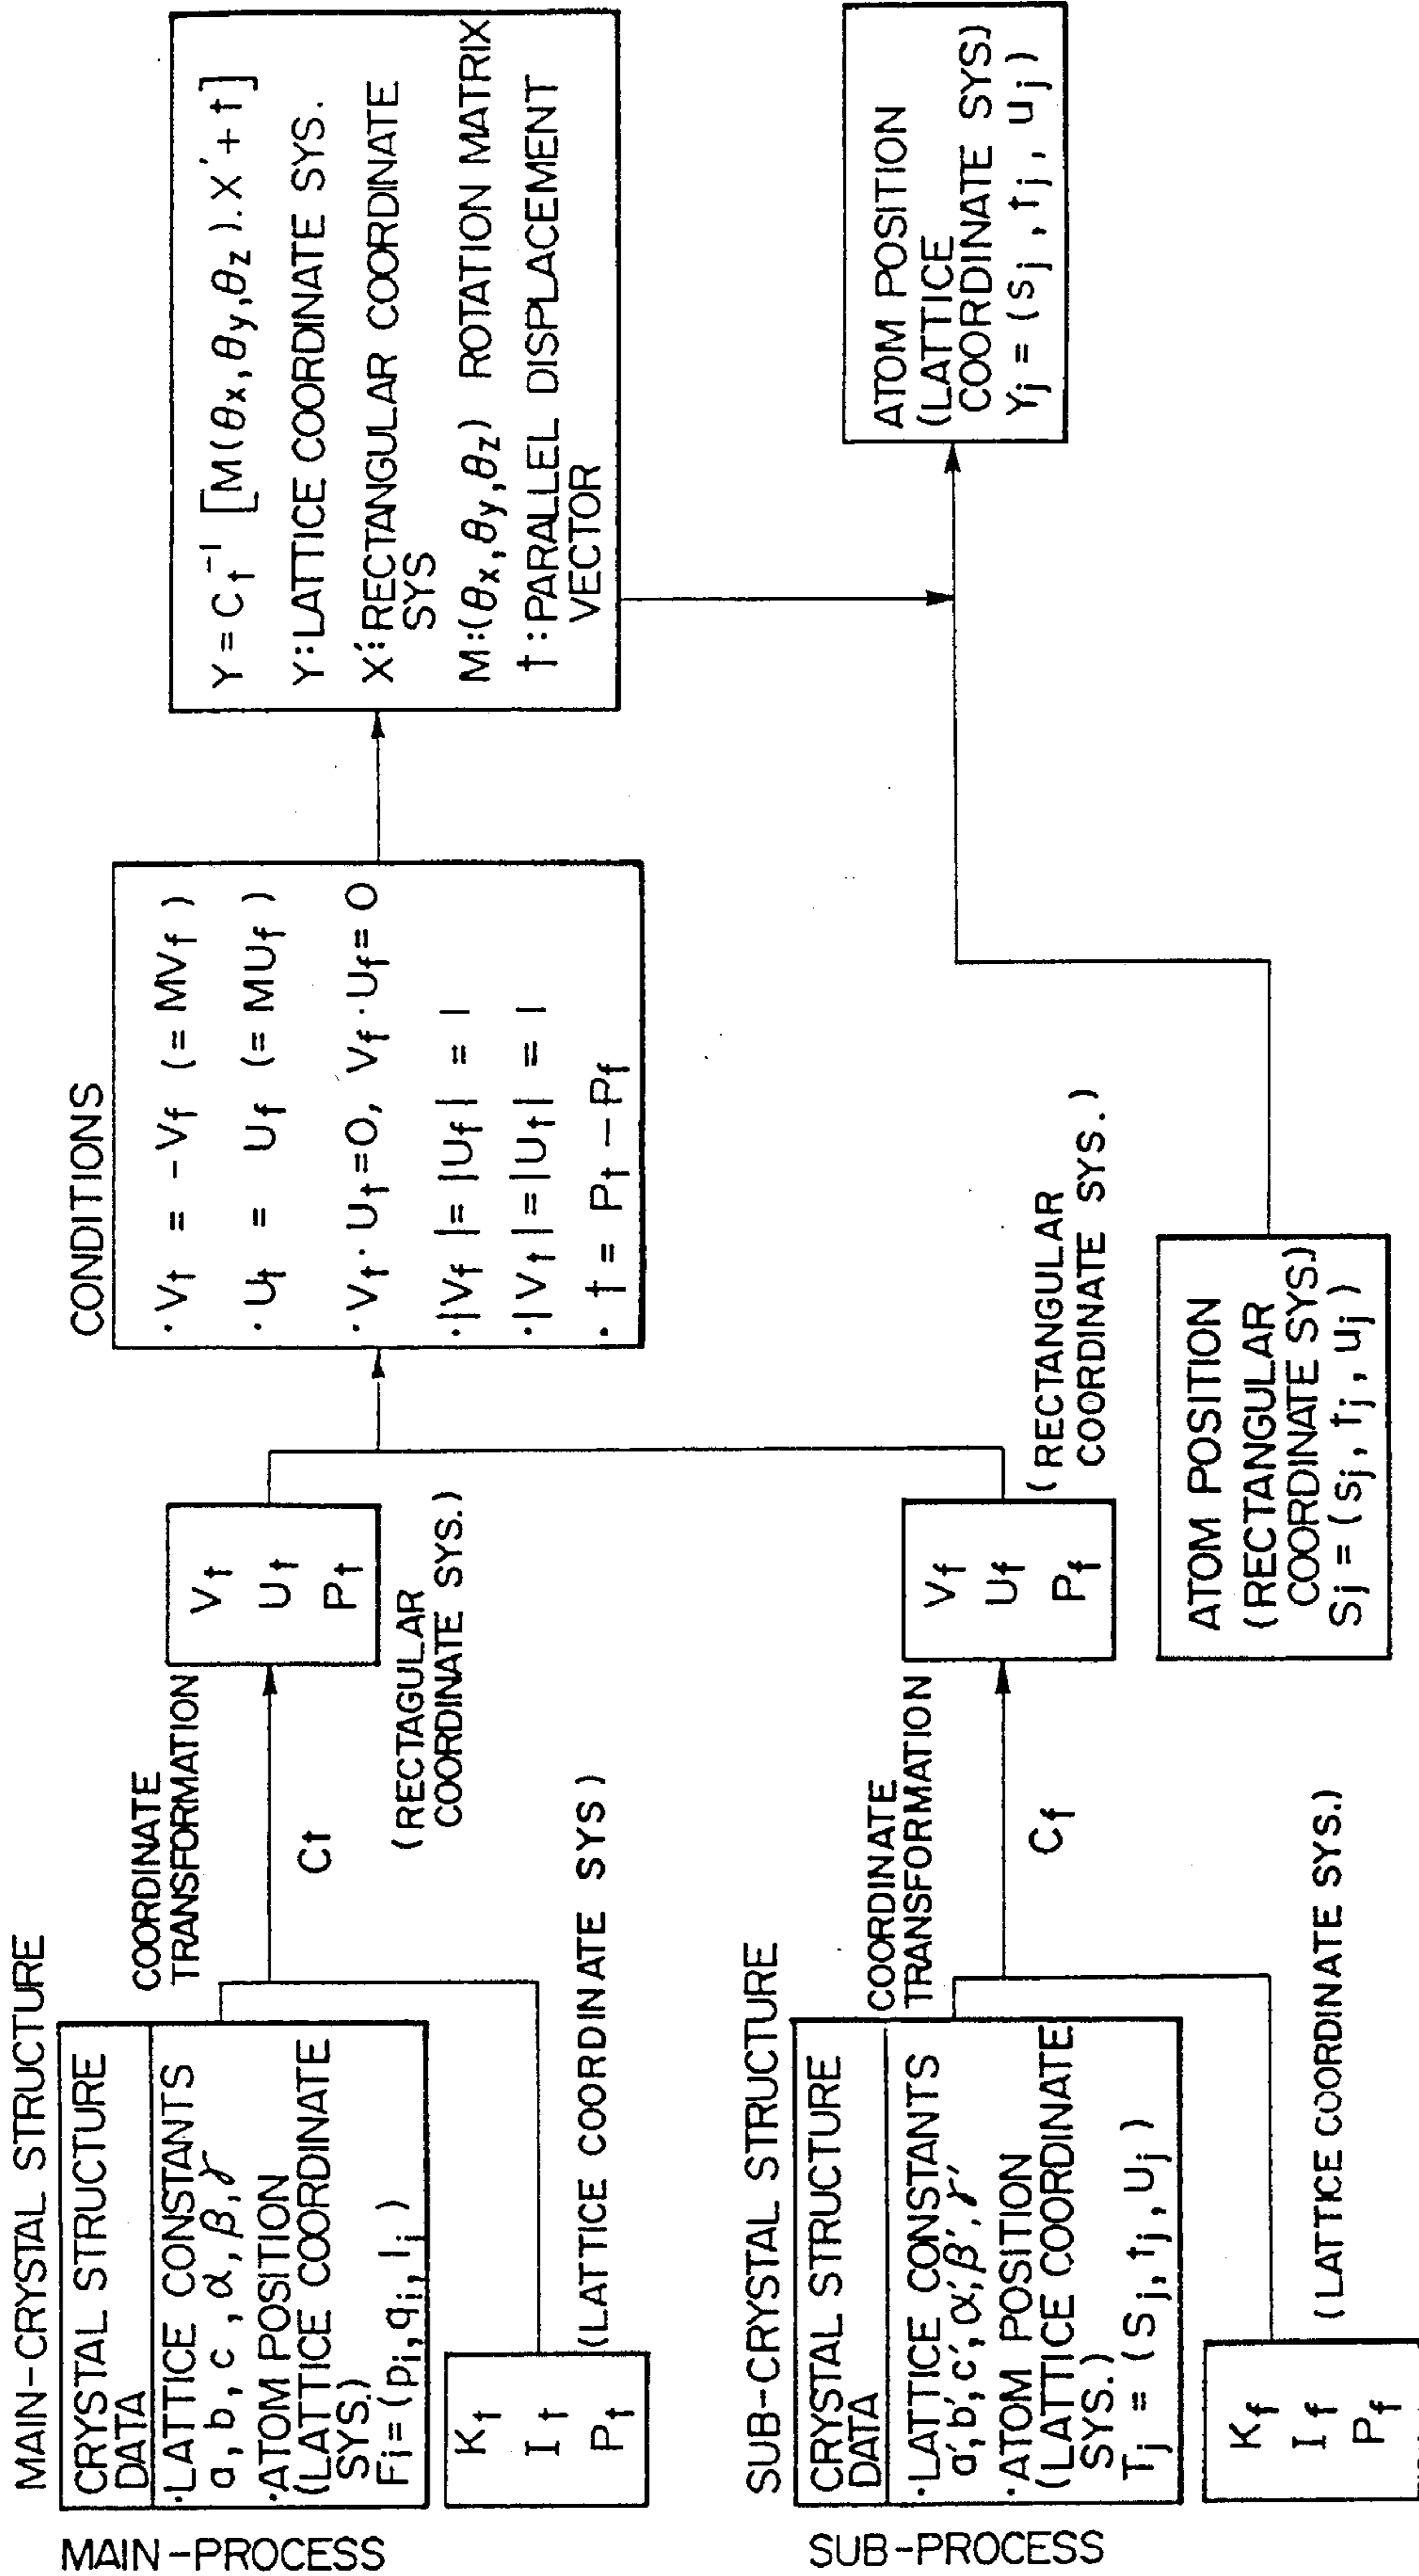 MAIN-PROCESS
MAIN-CRYSTAL STRUCTURE
CRYSTAL STRUCTURE
DATA
·LATTICE CONSTANTS
a, b, c, α, β, γ
·ATOM POSITION
(LATTICE COORDINATE
SYS.)
Fi = (pi, qi, li)
Kt
It
Pt
(LATTICE COORDINATE SYS)
COORDINATE
TRANSFORMATION
Ct
Vt
Ut
Pt
(RECTAGULAR
COORDINATE SYS.)
CONDITIONS
·Vt = -Vf (= MVf)
·Ut = Uf (= MUf)
·Vt·Ut = 0, Vf·Uf = 0
·|Vf| = |Uf| = 1
·|Vt| = |Ut| = 1
·t = Pt - Pf
Y = Ct⁻¹ [M(θx, θy, θz).X' + t]
Y: LATTICE COORDINATE SYS.
X': RECTANGULAR COORDINATE
SYS
M:(θx, θy, θz) ROTATION MATRIX
t: PARALLEL DISPLACEMENT
VECTOR
SUB-PROCESS
SUB-CRYSTAL STRUCTURE
CRYSTAL STRUCTURE
DATA
·LATTICE CONSTANTS
a', b', c', α', β', γ'
·ATOM POSITION
(LATTICE COORDINATE
SYS.)
Tj = (Sj, tj, Uj)
Kf
If
Pf
(LATTICE COORDINATE SYS.)
COORDINATE
TRANSFORMATION
Cf
Vf
Uf
Pf
(RECTANGULAR
COORDINATE SYS.)
ATOM POSITION
(RECTANGULAR
COORDINATE SYS.)
Sj = (sj, tj, uj)
ATOM POSITION
(LATTICE
COORDINATE SYS)
Yj = (sj, tj, uj)